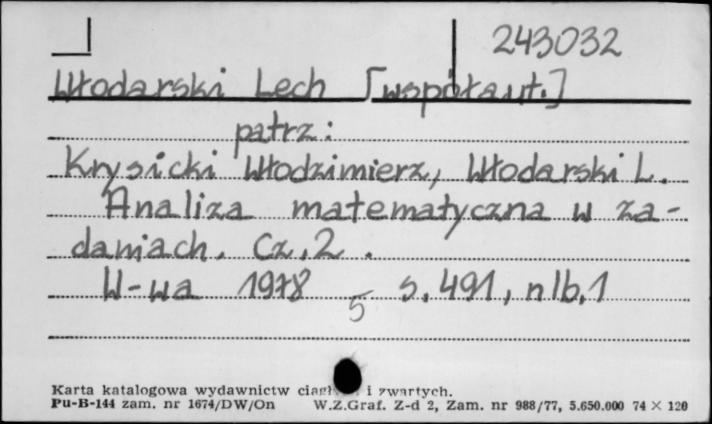 243032
Włodarski Lech [współaut.]
patrz:
Krysicki Włodzimierz, Włodarski L.
Analiza matematyczna w za-
daniach. Cz. 2.
W-wa 1978 s. 491, nlb. 1
5
Karta katalogowa wydawnictw i zwartych.
Pu-B-144 zam. nr 1674/DW/On W.Z.Graf. Z-d 2, Zam. nr 988/77, 5.650.000 74 × 120